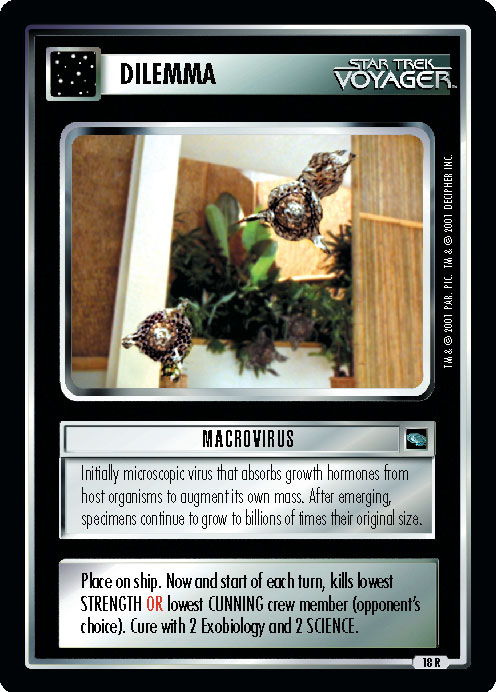 DILEMMA
STAR TREK
VOYAGER™
TM & © 2001 PAR. PIC. TM & © 2001 DECIPHER INC.
MACROVIRUS
Initially microscopic virus that absorbs growth hormones from
host organisms to augment its own mass. After emerging,
specimens continue to grow to billions of times their original size.
Place on ship. Now and start of each turn, kills lowest
STRENGTH OR lowest CUNNING crew member (opponent's
choice). Cure with 2 Exobiology and 2 SCIENCE.
18 R